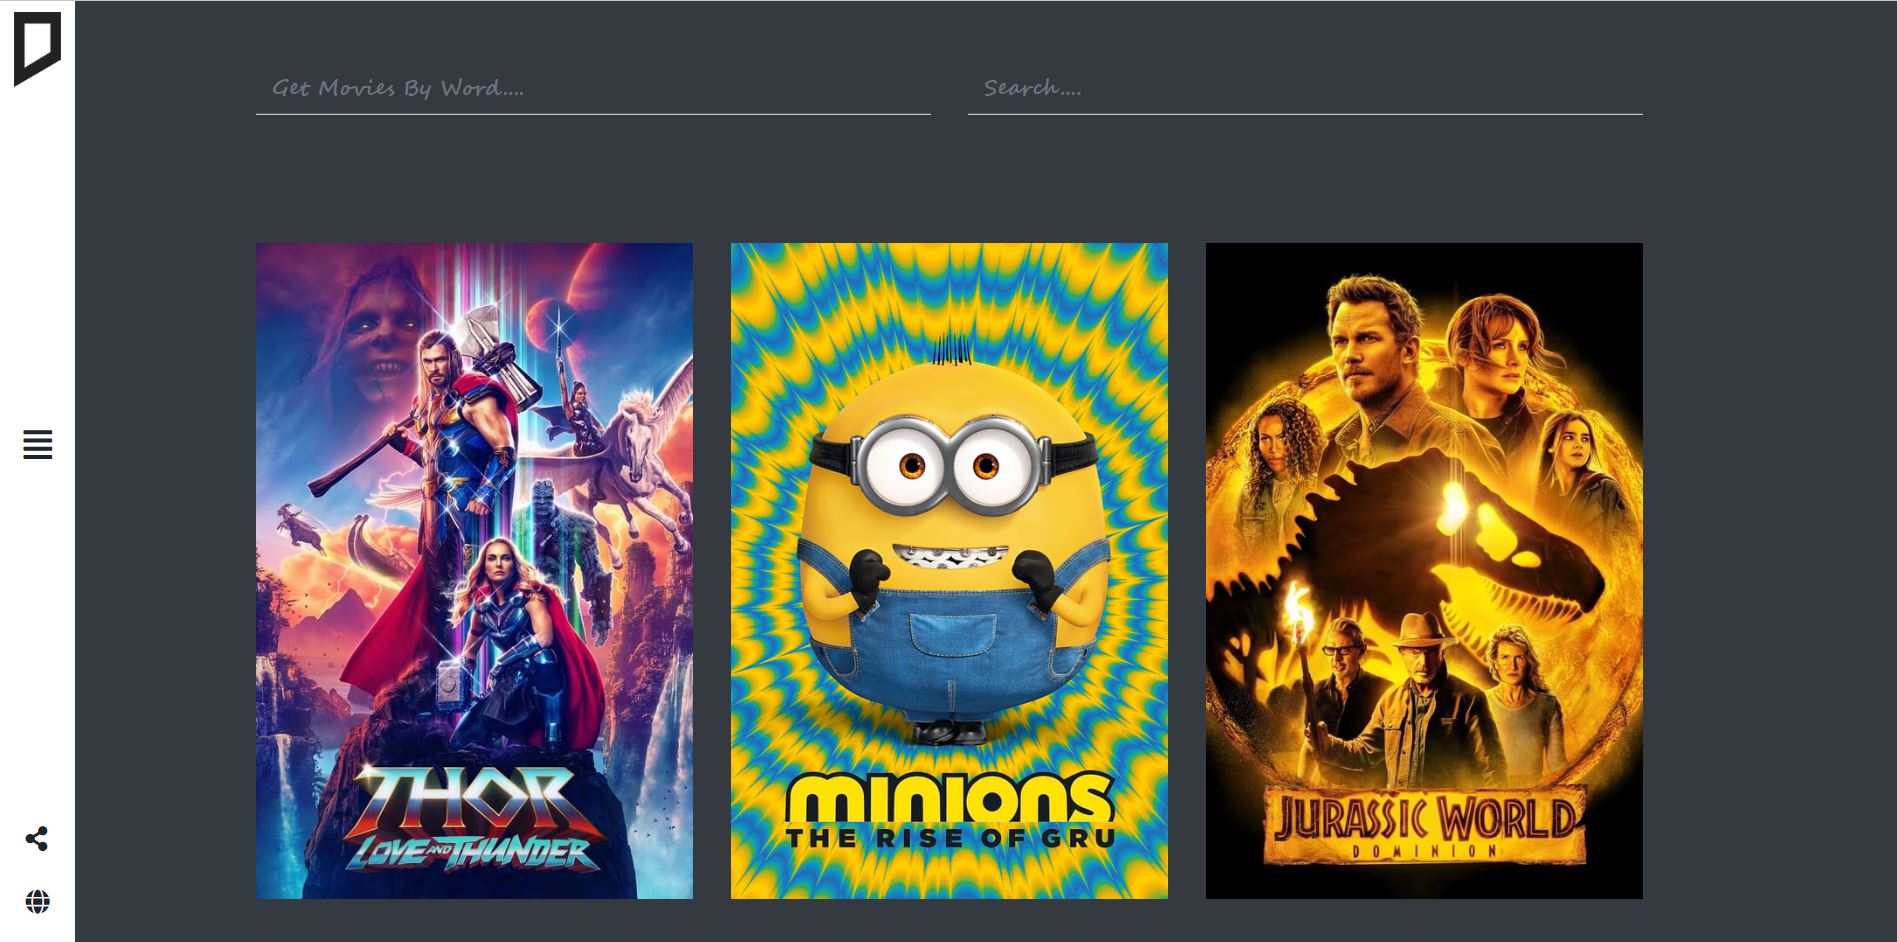 Get Movies By Word....
Search....
THOR
LOVE AND THUNDER
minions
THE RISE OF GRU
JURASSIC WORLD
DOMINION